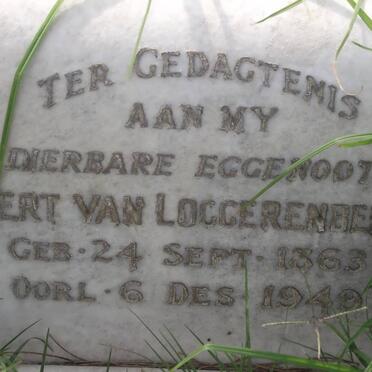 TER GEDAGTENIS
AAN MY
DIERBARE EGGENOOT
ERT VAN LOGGERENBE
GEB. 24 SEPT. 1863
OORL. 6 DES 1949